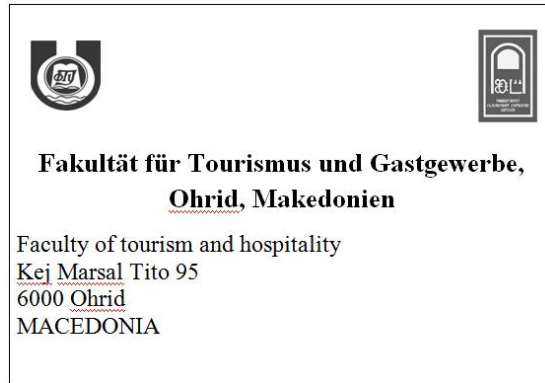 Fakultät für Tourismus und Gastgewerbe,
Ohrid, Makedonien
Faculty of tourism and hospitality
Kej Marsal Tito 95
6000 Ohrid
MACEDONIA